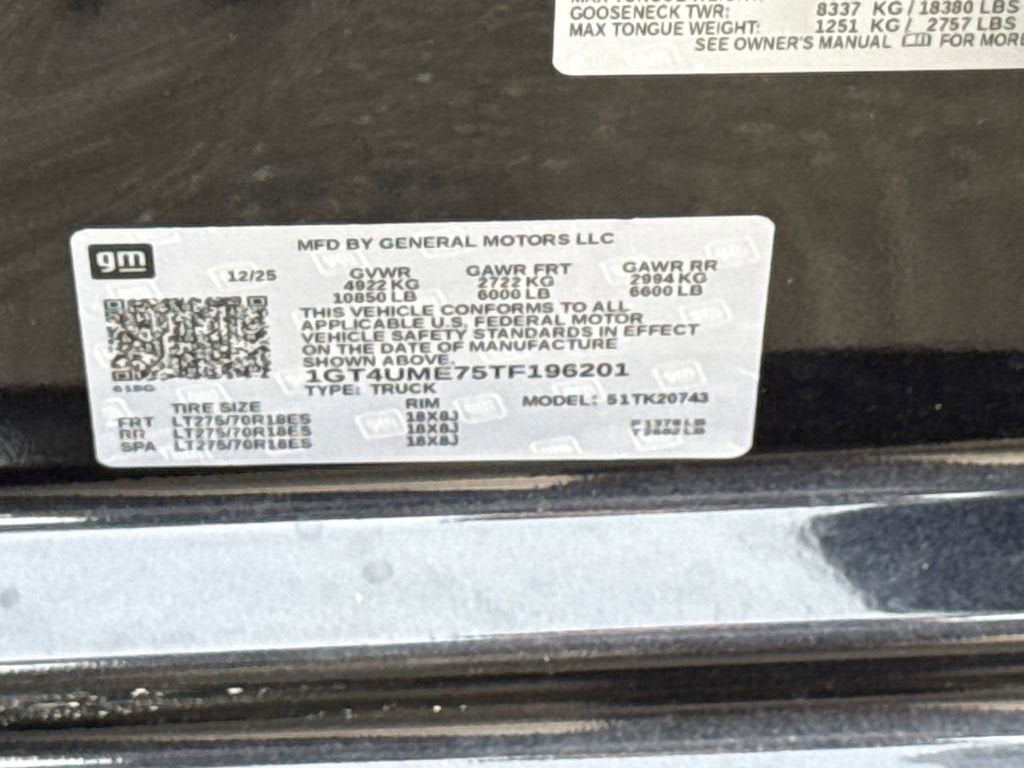 GOOSENECK TWR: 8337 KG / 18380 LBS
MAX TONGUE WEIGHT: 1251 KG / 2757 LBS
SEE OWNER'S MANUAL FOR MORE
gm
MFD BY GENERAL MOTORS LLC
12/25 GVWR GAWR FRT GAWR RR
4922 KG 2722 KG 2994 KG
10850 LB 6000 LB 6600 LB
THIS VEHICLE CONFORMS TO ALL
APPLICABLE U.S. FEDERAL MOTOR
VEHICLE SAFETY STANDARDS IN EFFECT
ON THE DATE OF MANUFACTURE
SHOWN ABOVE.
1GT4UME75TF196201
TYPE: TRUCK
TIRE SIZE RIM MODEL: 51TK20743
FRT LT275/70R18ES 18X8J
RR LT275/70R18ES 18X8J
SPA LT275/70R18ES 18X8J